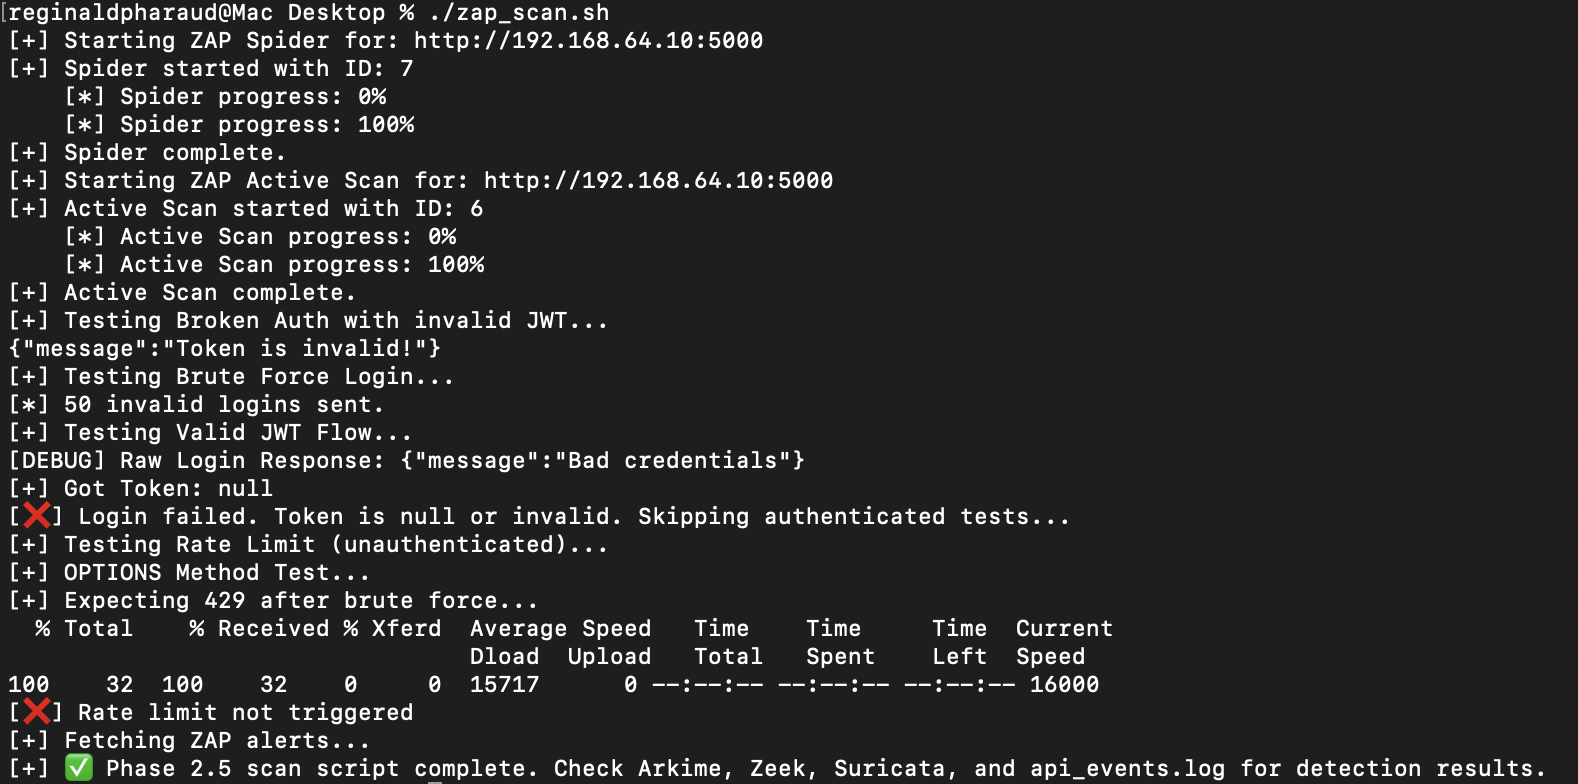 [reginaldpharaud@Mac Desktop % ./zap_scan.sh
[+] Starting ZAP Spider for: http://192.168.64.10:5000
[+] Spider started with ID: 7
    [*] Spider progress: 0%
    [*] Spider progress: 100%
[+] Spider complete.
[+] Starting ZAP Active Scan for: http://192.168.64.10:5000
[+] Active Scan started with ID: 6
    [*] Active Scan progress: 0%
    [*] Active Scan progress: 100%
[+] Active Scan complete.
[+] Testing Broken Auth with invalid JWT...
{"message":"Token is invalid!"}
[+] Testing Brute Force Login...
[*] 50 invalid logins sent.
[+] Testing Valid JWT Flow...
[DEBUG] Raw Login Response: {"message":"Bad credentials"}
[+] Got Token: null
[❌] Login failed. Token is null or invalid. Skipping authenticated tests...
[+] Testing Rate Limit (unauthenticated)...
[+] OPTIONS Method Test...
[+] Expecting 429 after brute force...
  % Total    % Received % Xferd  Average Speed   Time    Time     Time  Current
                                 Dload  Upload   Total   Spent    Left  Speed
100    32  100    32    0     0  15717      0 --:--:-- --:--:-- --:--:-- 16000
[❌] Rate limit not triggered
[+] Fetching ZAP alerts...
[+] ✅ Phase 2.5 scan script complete. Check Arkime, Zeek, Suricata, and api_events.log for detection results.